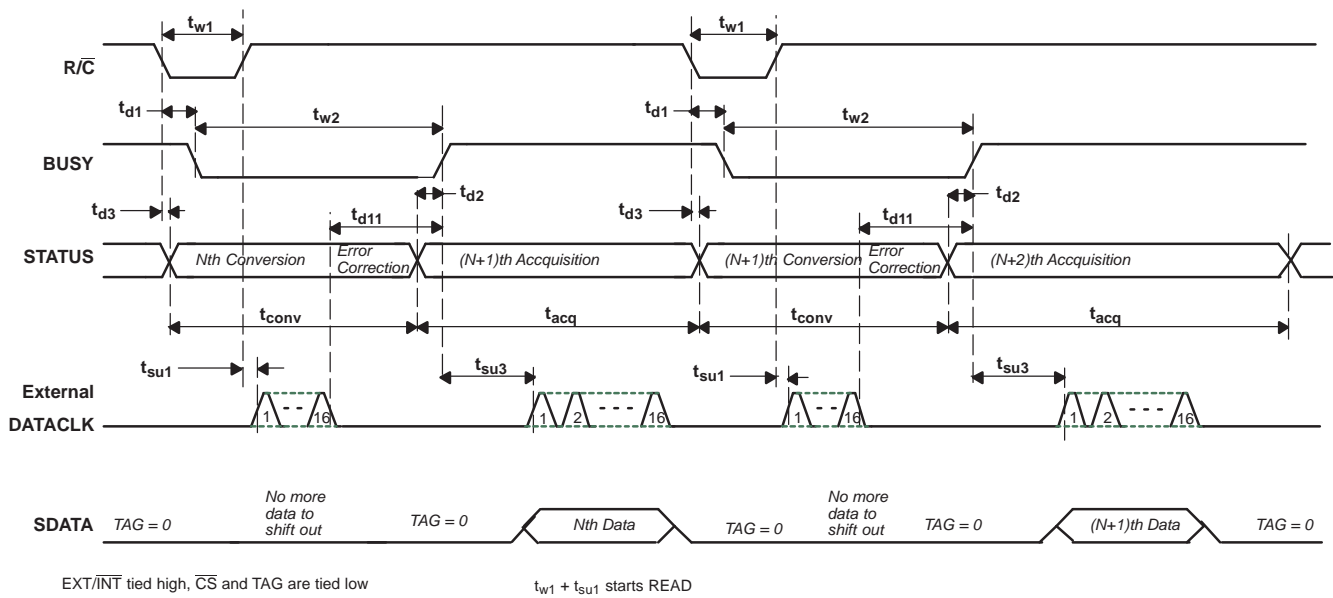 tw1 tw1
R/C
td1 tw2 td1 tw2
BUSY
td3 td2 td3 td2
td11 td11
STATUS Nth Conversion Error Correction (N+1)th Accquisition (N+1)th Conversion Error Correction (N+2)th Accquisition
tconv tacq tconv tacq
tsu1 tsu3 tsu1 tsu3
External
DATACLK 1 - - 16 1 2 - - - 16 1 - - 16 1 2 - - - 16
SDATA TAG = 0 No more data to shift out TAG = 0 Nth Data TAG = 0 No more data to shift out TAG = 0 (N+1)th Data TAG = 0
EXT/INT tied high, CS and TAG are tied low tw1 + tsu1 starts READ